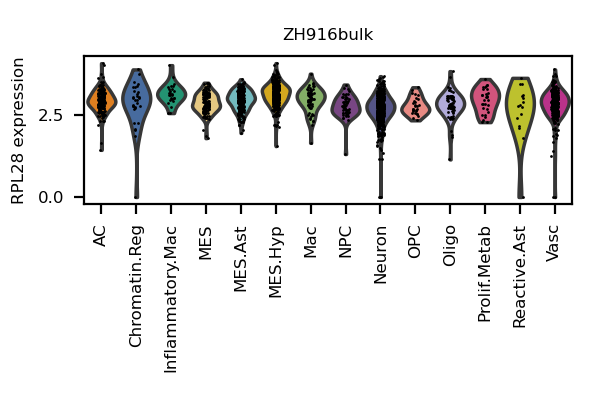 ZH916bulk
RPL28 expression
2.5
0.0
AC
Chromatin.Reg
Inflammatory.Mac
MES
MES.Ast
MES.Hyp
Mac
NPC
Neuron
OPC
Oligo
Prolif.Metab
Reactive.Ast
Vasc